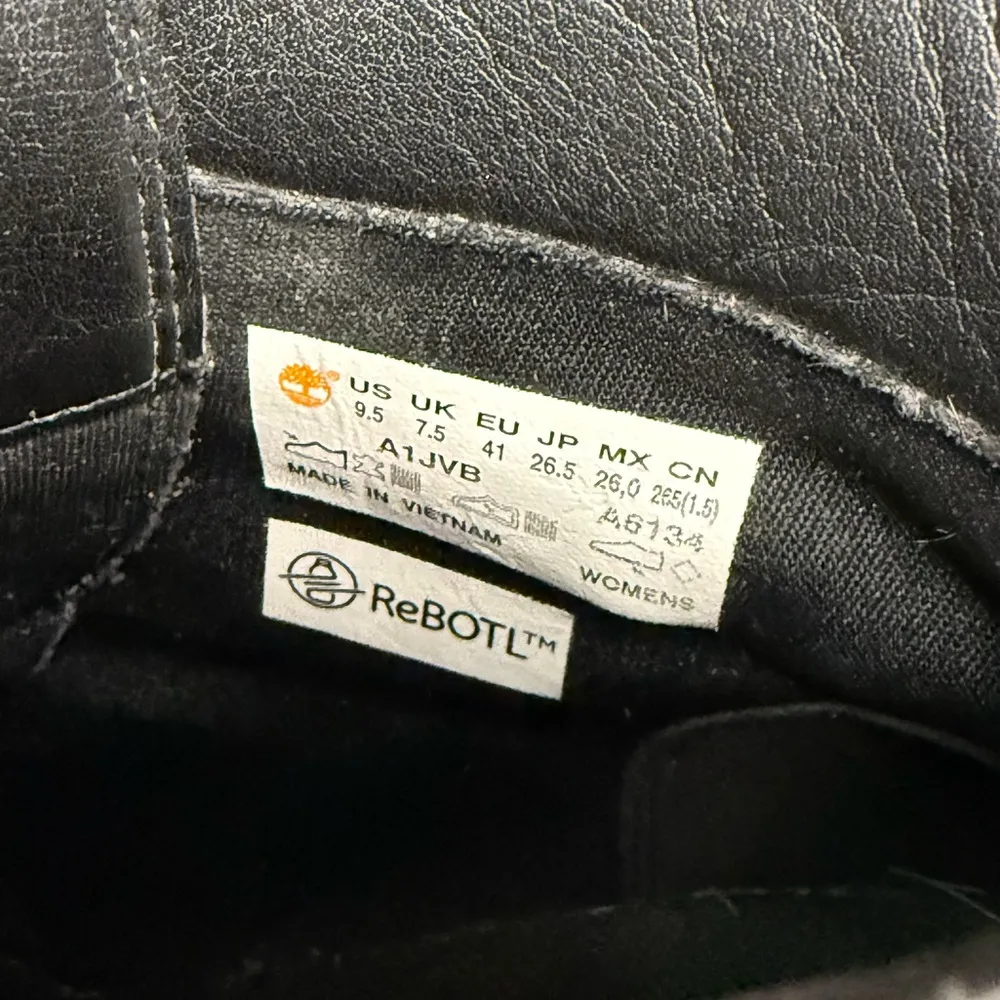 US UK EU JP MX CN
9.5 7.5 41 26.5 26,0 265(1.5)
A1JVB A6134
MADE IN VIETNAM
WOMENS
ReBOTL™